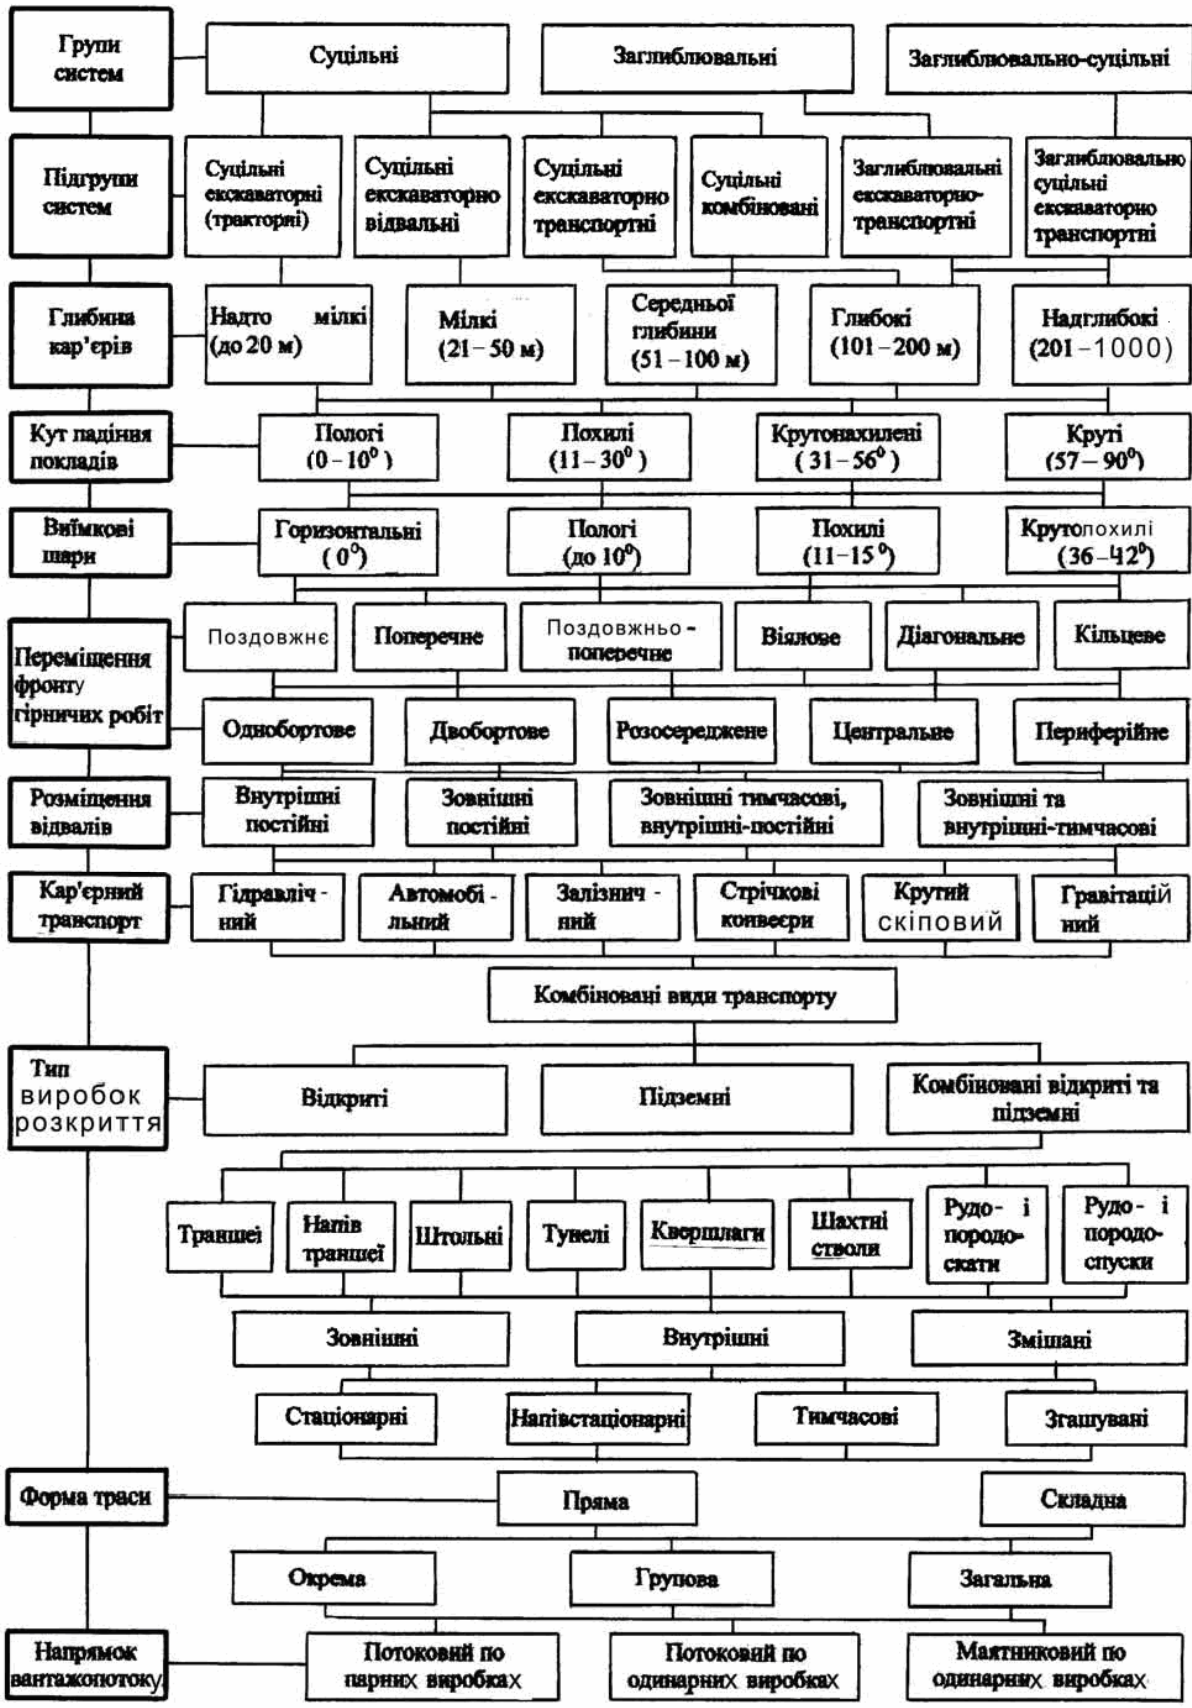 Групи
систем
Суцільні
Заглиблювальні
Заглиблювально-суцільні
Підгрупи
систем
Суцільні
екскаваторні
(тракторні)
Суцільні
екскаваторно
відвальні
Суцільні
екскаваторно
транспортні
Суцільні
комбіновані
Заглиблювальні
екскаваторно-
транспортні
Заглиблювально
суцільні
екскаваторно
транспортні
Глибина
кар’єрів
Надто мілкі
(до 20 м)
Мілкі
(21–50 м)
Середньої
глибини
(51–100 м)
Глибокі
(101–200 м)
Надглибокі
(201–1000)
Кут падіння
покладів
Пологі
(0–10⁰)
Похилі
(11–30⁰)
Крутонахилені
(31–56⁰)
Круті
(57–90⁰)
Виїмкові
шари
Горизонтальні
(0⁰)
Пологі
(до 10⁰)
Похилі
(11–15⁰)
Крутопохилі
(36–42⁰)
Переміщення
фронту
гірничих робіт
Поздовжнє
Поперечне
Поздовжньо-
поперечне
Віялове
Діагональне
Кільцеве
Однобортове
Двобортове
Розосереджене
Центральне
Периферійне
Розміщення
відвалів
Внутрішні
постійні
Зовнішні
постійні
Зовнішні тимчасові,
внутрішні-постійні
Зовнішні та
внутрішні-тимчасові
Кар'єрний
транспорт
Гідравліч-
ний
Автомобі-
льний
Залізнич-
ний
Стрічкові
конвеєри
Крутий
скіповий
Гравітацій
ний
Комбіновані види транспорту
Тип
виробок
розкриття
Відкриті
Підземні
Комбіновані відкриті та
підземні
Траншеї
Напів
траншеї
Штольні
Тунелі
Квершлаги
Шахтні
стволи
Рудо- і
породо-
скати
Рудо- і
породо-
спуски
Зовнішні
Внутрішні
Змішані
Стаціонарні
Напівстаціонарні
Тимчасові
Згашувані
Форма траси
Пряма
Складна
Окрема
Групова
Загальна
Напрямок
вантажопотоку
Потоковий по
парних виробках
Потоковий по
одинарних виробках
Маятниковий по
одинарних виробках